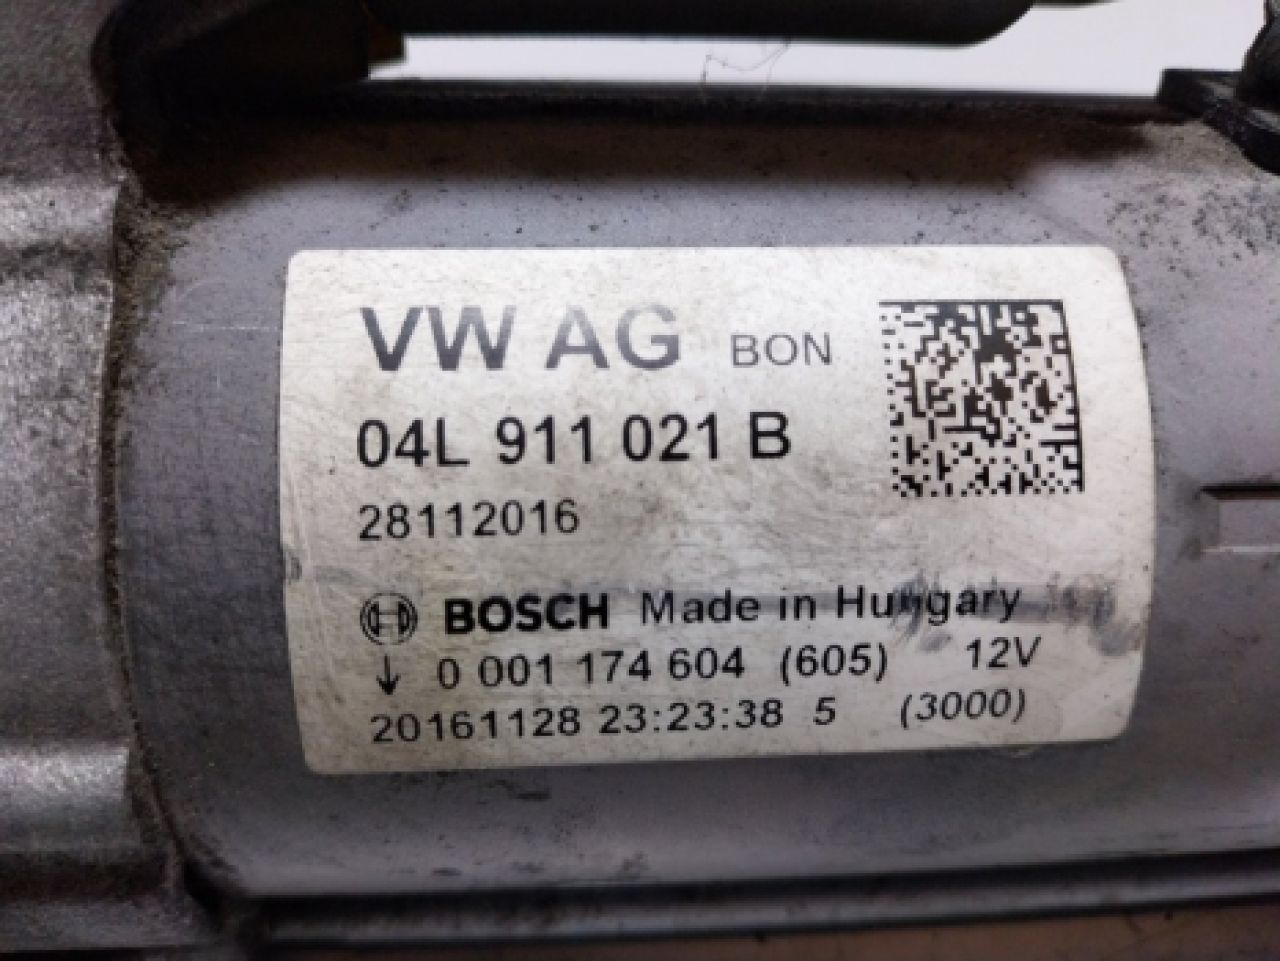 VW AG BON
04L 911 021 B
28112016
BOSCH Made in Hungary
↓ 0 001 174 604 (605) 12V
20161128 23:23:38 5 (3000)